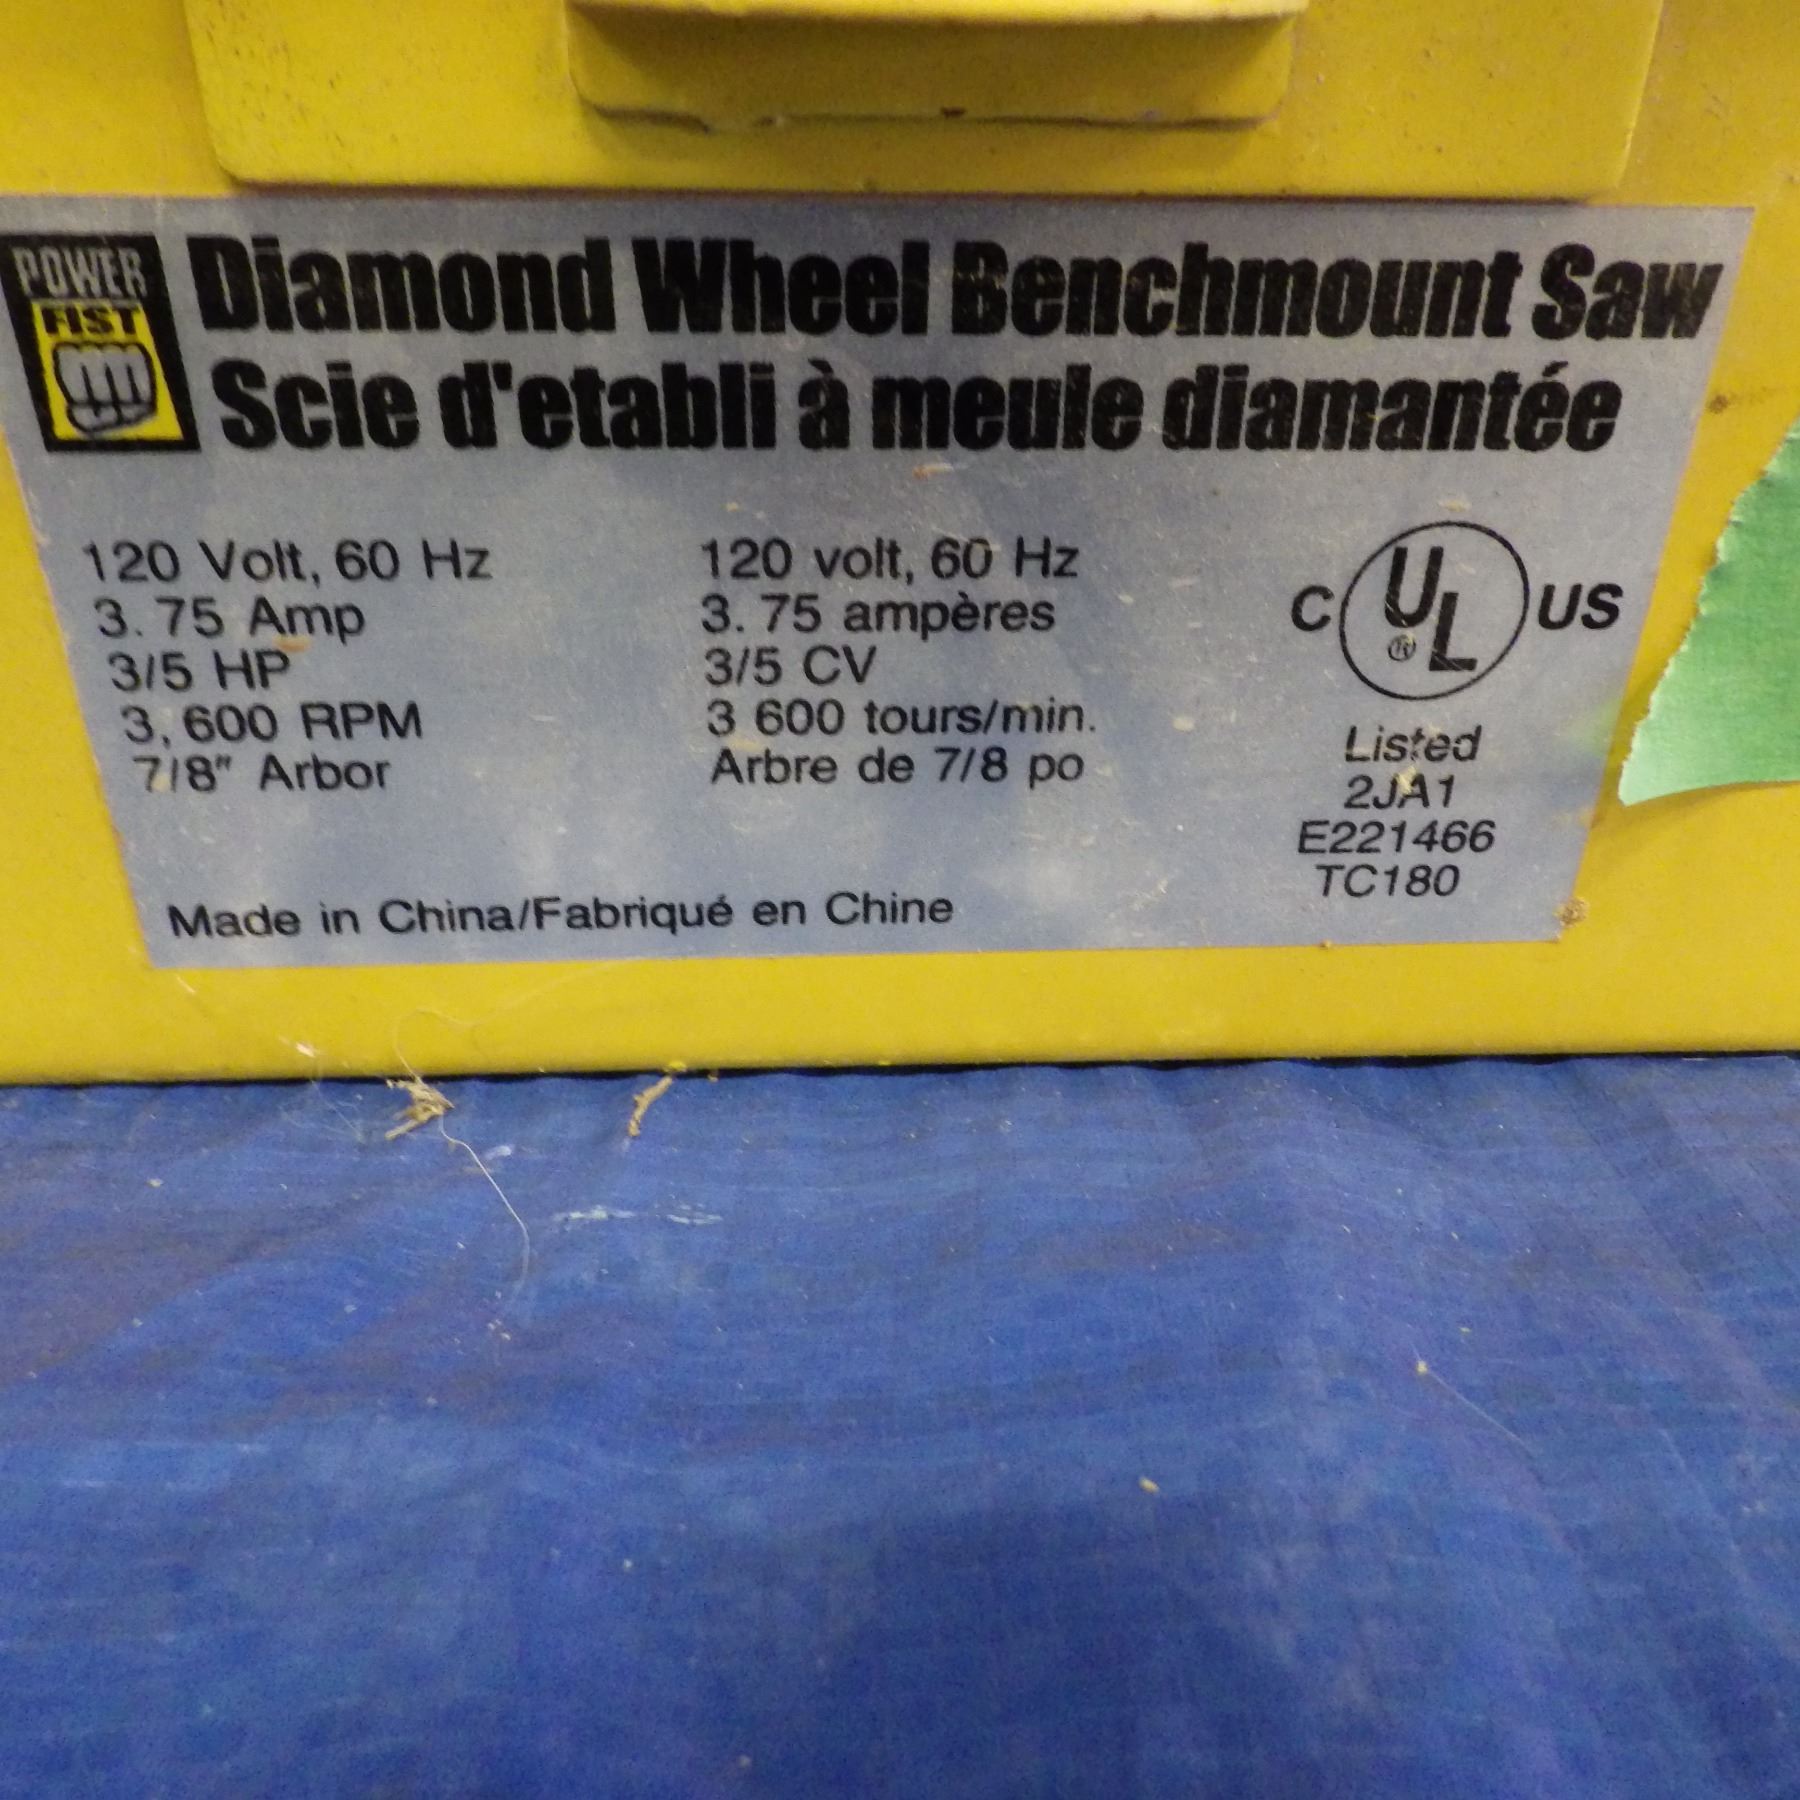 POWER
FIST
Diamond Wheel Benchmount Saw
Scie d'etabli à meule diamantée
120 Volt, 60 Hz
3.75 Amp
3/5 HP
3,600 RPM
7/8" Arbor
120 volt, 60 Hz
3.75 ampères
3/5 CV
3 600 tours/min.
Arbre de 7/8 po
C UL ® US
Listed
2JA1
E221466
TC180
Made in China/Fabriqué en Chine